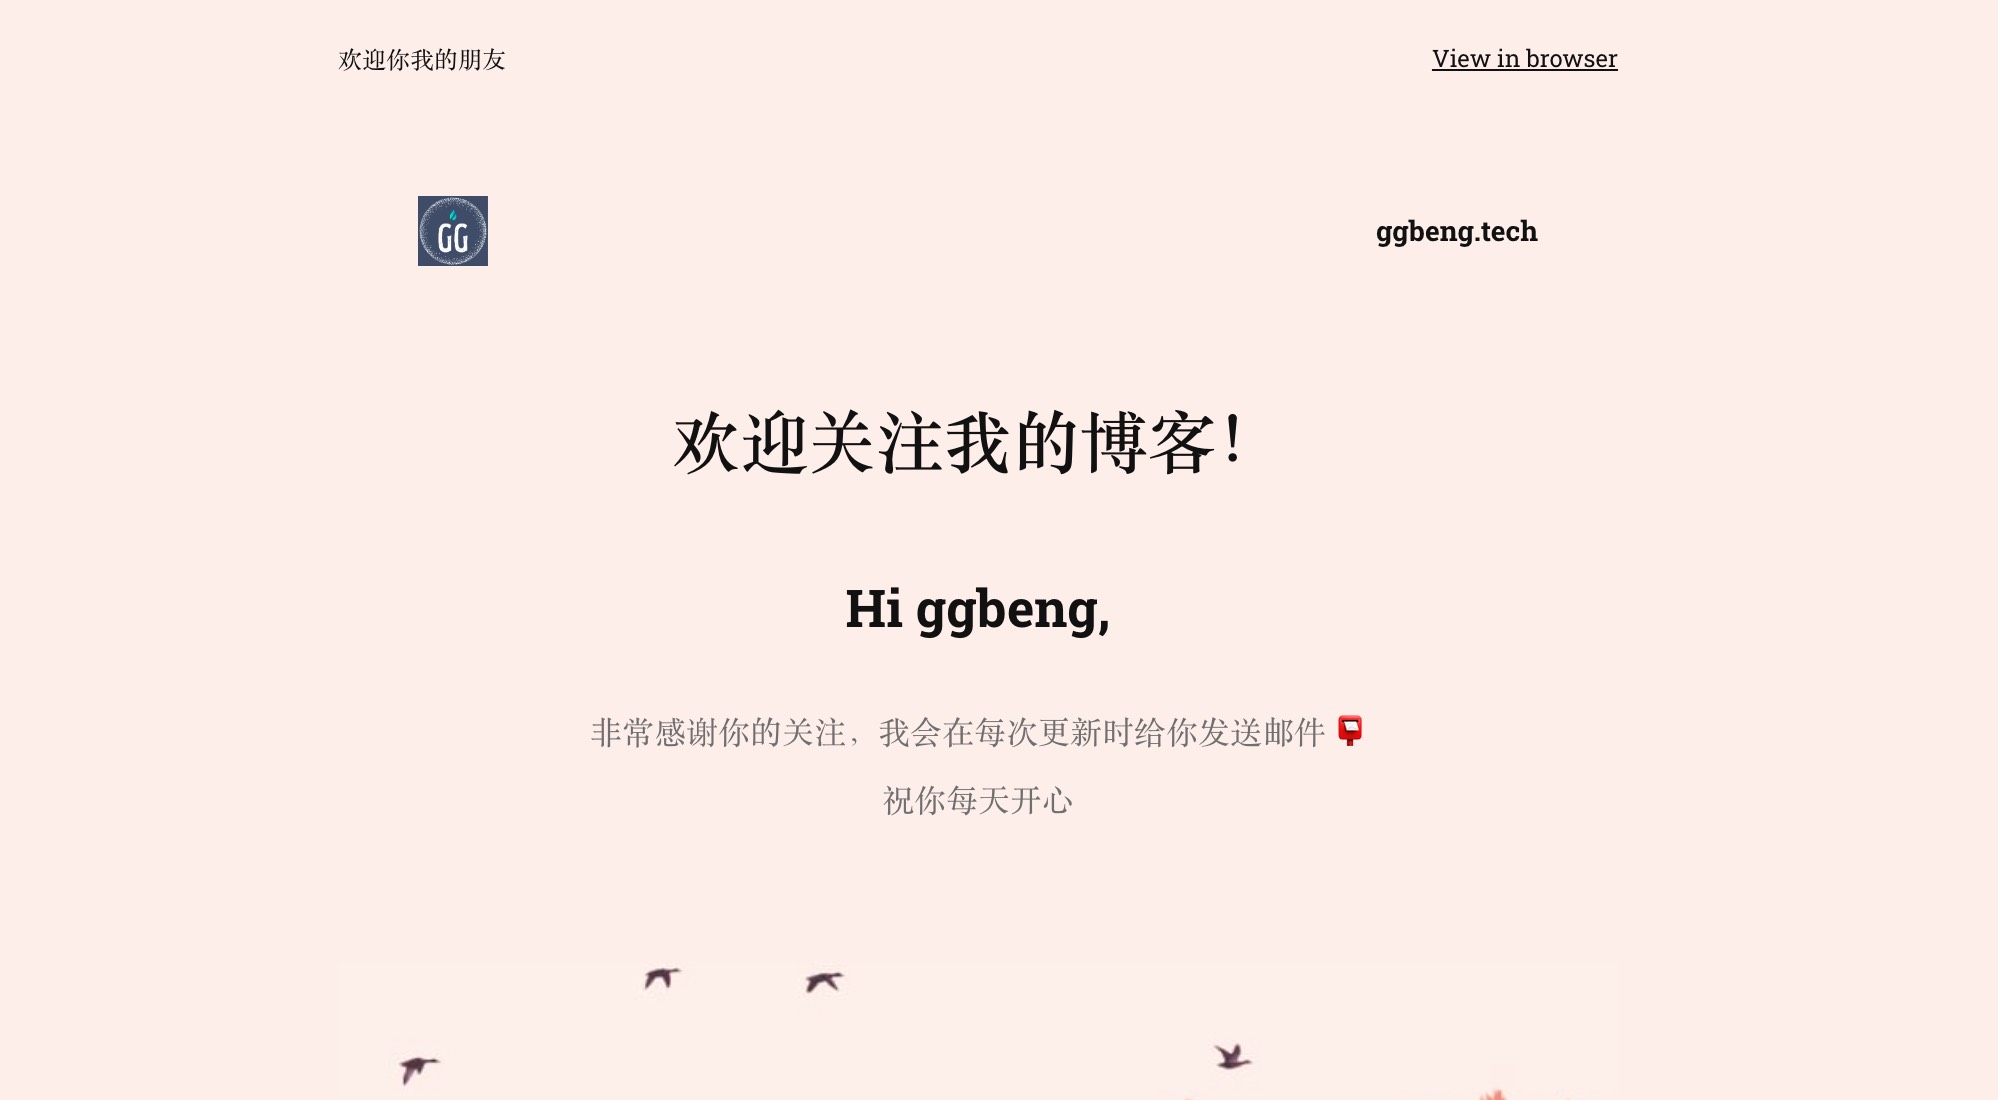 欢迎你我的朋友
View in browser
GG
ggbeng.tech
欢迎关注我的博客！
Hi ggbeng,
非常感谢你的关注，我会在每次更新时给你发送邮件 📮
祝你每天开心